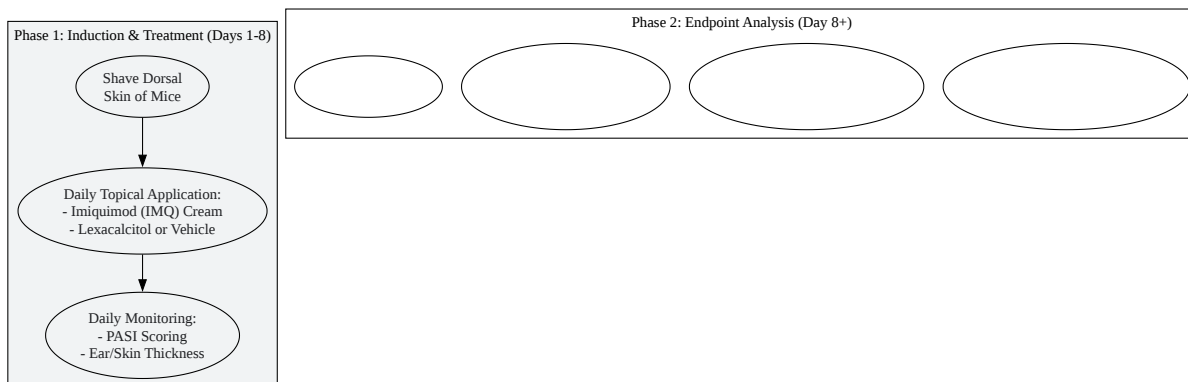 Phase 1: Induction & Treatment (Days 1-8)
Shave Dorsal
Skin of Mice
Daily Topical Application:
- Imiquimod (IMQ) Cream
- Lexacalcitol or Vehicle
Daily Monitoring:
- PASI Scoring
- Ear/Skin Thickness
Phase 2: Endpoint Analysis (Day 8+)